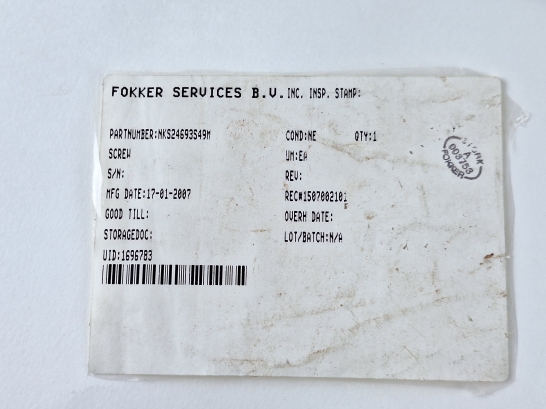 FOKKER SERVICES B.V. INC. INSP. STAMP:
PARTNUMBER:NKS24693S49M COND:NE QTY:1
SCREW UM:EA
S/N: REV:
MFG DATE:17-01-2007 REC#1507002101
GOOD TILL: OVERH DATE:
STORAGEDOC: LOT/BATCH:N/A
UID:1696783
A
FOKKER